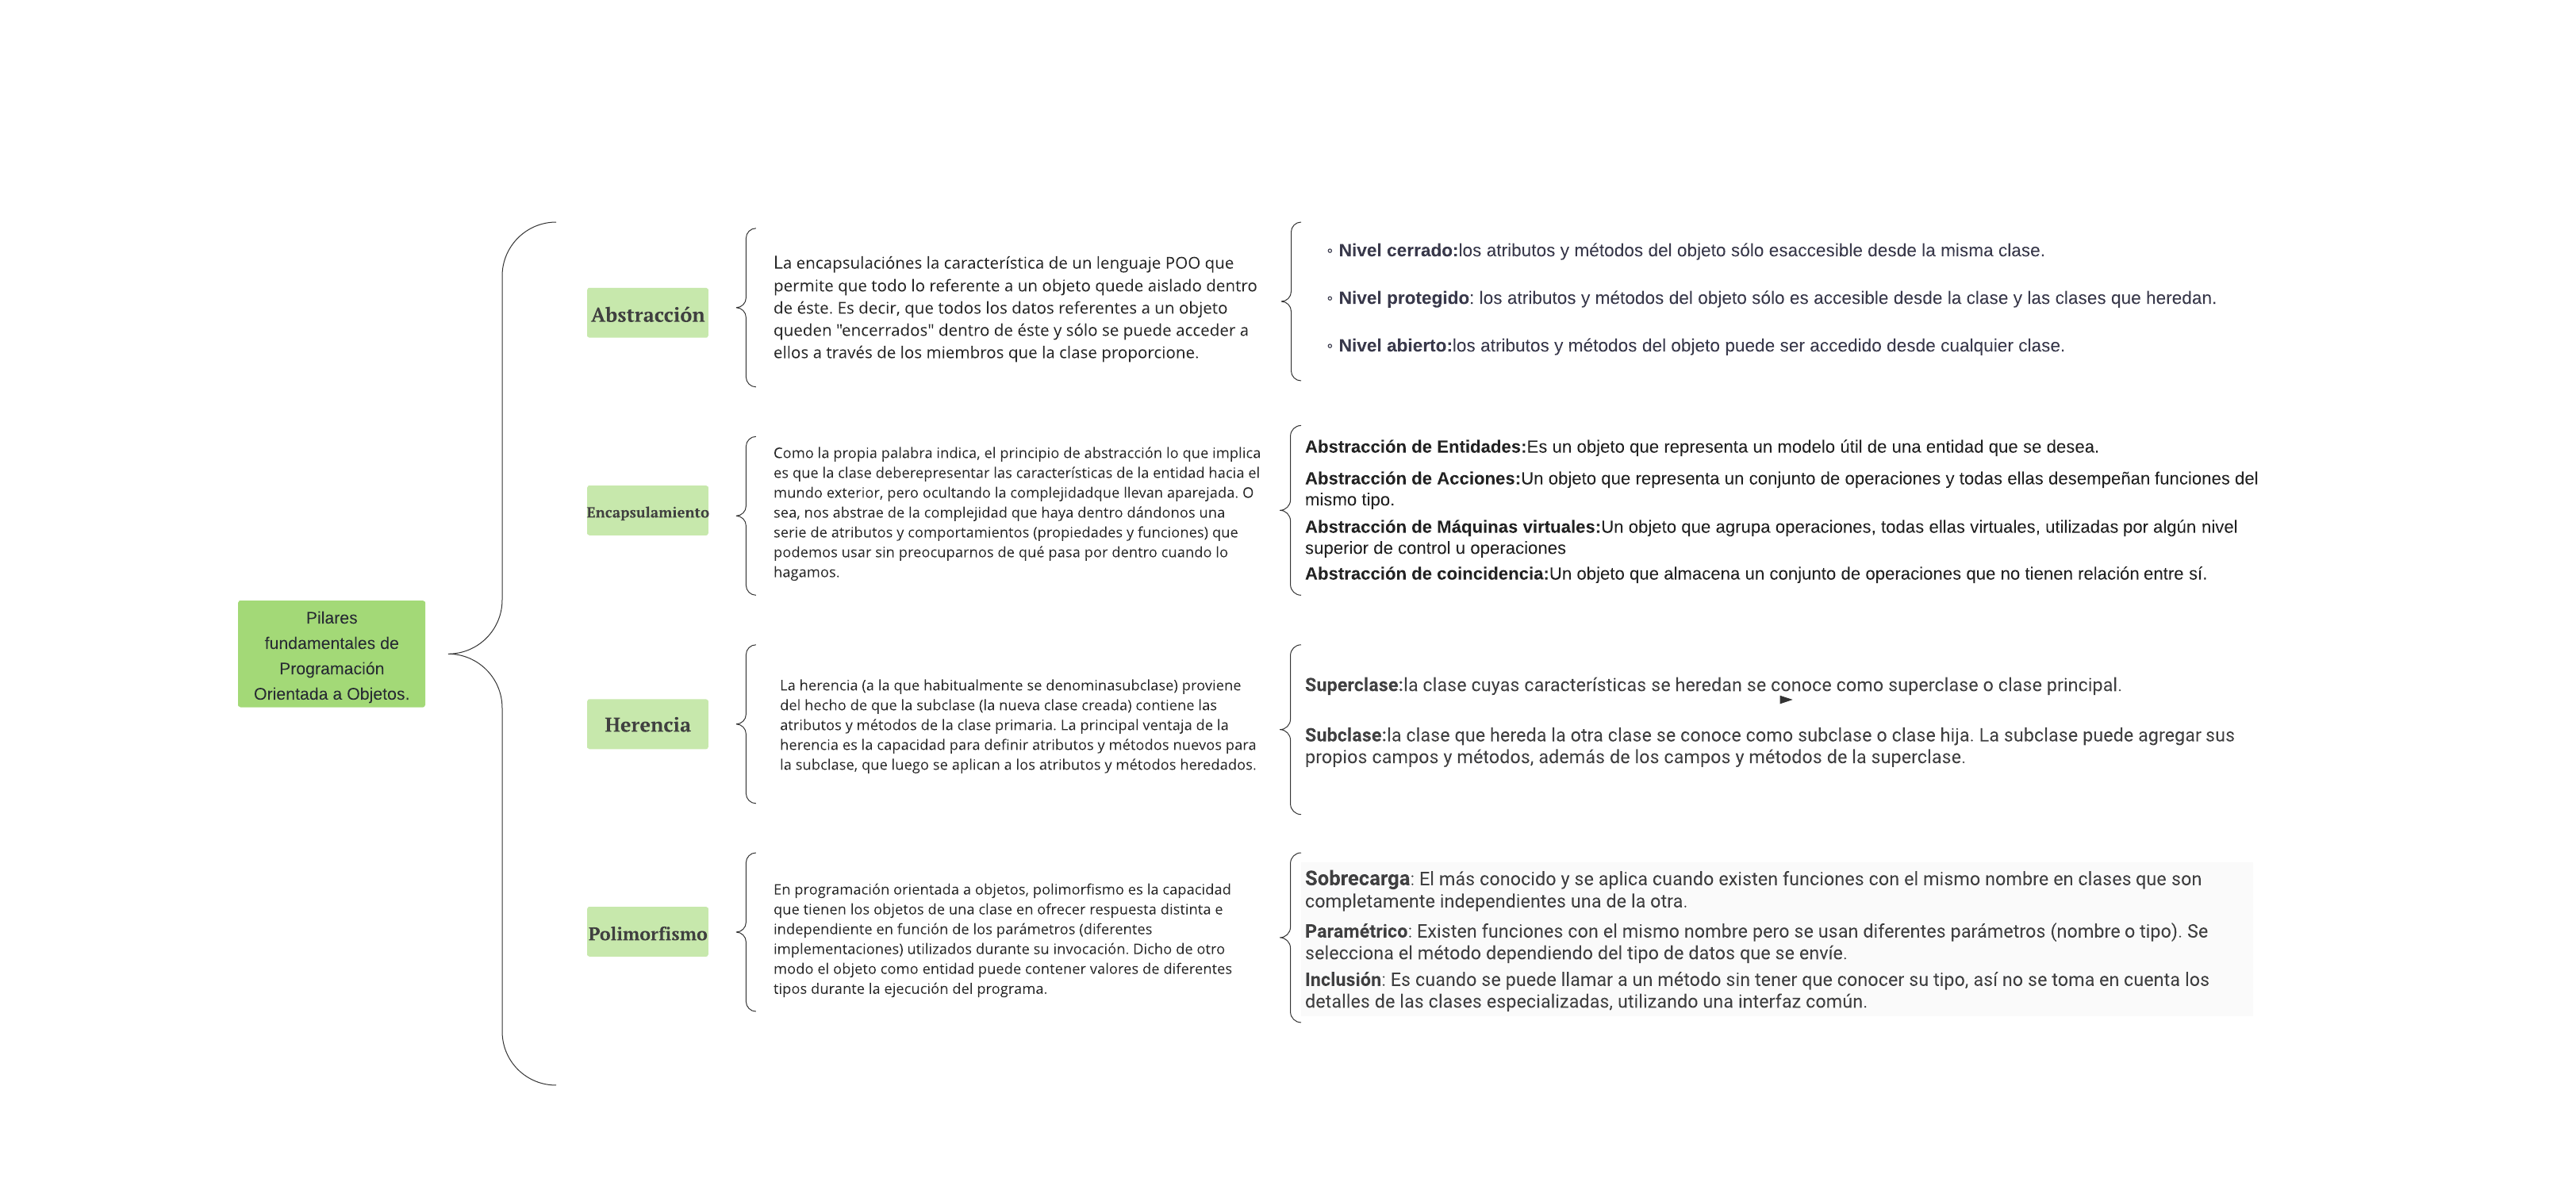 Pilares
fundamentales de
Programación
Orientada a Objetos.
Abstracción
La encapsulaciónes la característica de un lenguaje POO que
permite que todo lo referente a un objeto quede aislado dentro
de éste. Es decir, que todos los datos referentes a un objeto
queden "encerrados" dentro de éste y sólo se puede acceder a
ellos a través de los miembros que la clase proporcione.
◦ Nivel cerrado:los atributos y métodos del objeto sólo esaccesible desde la misma clase.
◦ Nivel protegido: los atributos y métodos del objeto sólo es accesible desde la clase y las clases que heredan.
◦ Nivel abierto:los atributos y métodos del objeto puede ser accedido desde cualquier clase.
Encapsulamiento
Como la propia palabra indica, el principio de abstracción lo que implica
es que la clase deberepresentar las características de la entidad hacia el
mundo exterior, pero ocultando la complejidadque llevan aparejada. O
sea, nos abstrae de la complejidad que haya dentro dándonos una
serie de atributos y comportamientos (propiedades y funciones) que
podemos usar sin preocuparnos de qué pasa por dentro cuando lo
hagamos.
Abstracción de Entidades:Es un objeto que representa un modelo útil de una entidad que se desea.
Abstracción de Acciones:Un objeto que representa un conjunto de operaciones y todas ellas desempeñan funciones del
mismo tipo.
Abstracción de Máquinas virtuales:Un objeto que agrupa operaciones, todas ellas virtuales, utilizadas por algún nivel
superior de control u operaciones
Abstracción de coincidencia:Un objeto que almacena un conjunto de operaciones que no tienen relación entre sí.
Herencia
La herencia (a la que habitualmente se denominasubclase) proviene
del hecho de que la subclase (la nueva clase creada) contiene las
atributos y métodos de la clase primaria. La principal ventaja de la
herencia es la capacidad para definir atributos y métodos nuevos para
la subclase, que luego se aplican a los atributos y métodos heredados.
Superclase:la clase cuyas características se heredan se conoce como superclase o clase principal.
Subclase:la clase que hereda la otra clase se conoce como subclase o clase hija. La subclase puede agregar sus
propios campos y métodos, además de los campos y métodos de la superclase.
Polimorfismo
En programación orientada a objetos, polimorfismo es la capacidad
que tienen los objetos de una clase en ofrecer respuesta distinta e
independiente en función de los parámetros (diferentes
implementaciones) utilizados durante su invocación. Dicho de otro
modo el objeto como entidad puede contener valores de diferentes
tipos durante la ejecución del programa.
Sobrecarga: El más conocido y se aplica cuando existen funciones con el mismo nombre en clases que son
completamente independientes una de la otra.
Paramétrico: Existen funciones con el mismo nombre pero se usan diferentes parámetros (nombre o tipo). Se
selecciona el método dependiendo del tipo de datos que se envíe.
Inclusión: Es cuando se puede llamar a un método sin tener que conocer su tipo, así no se toma en cuenta los
detalles de las clases especializadas, utilizando una interfaz común.